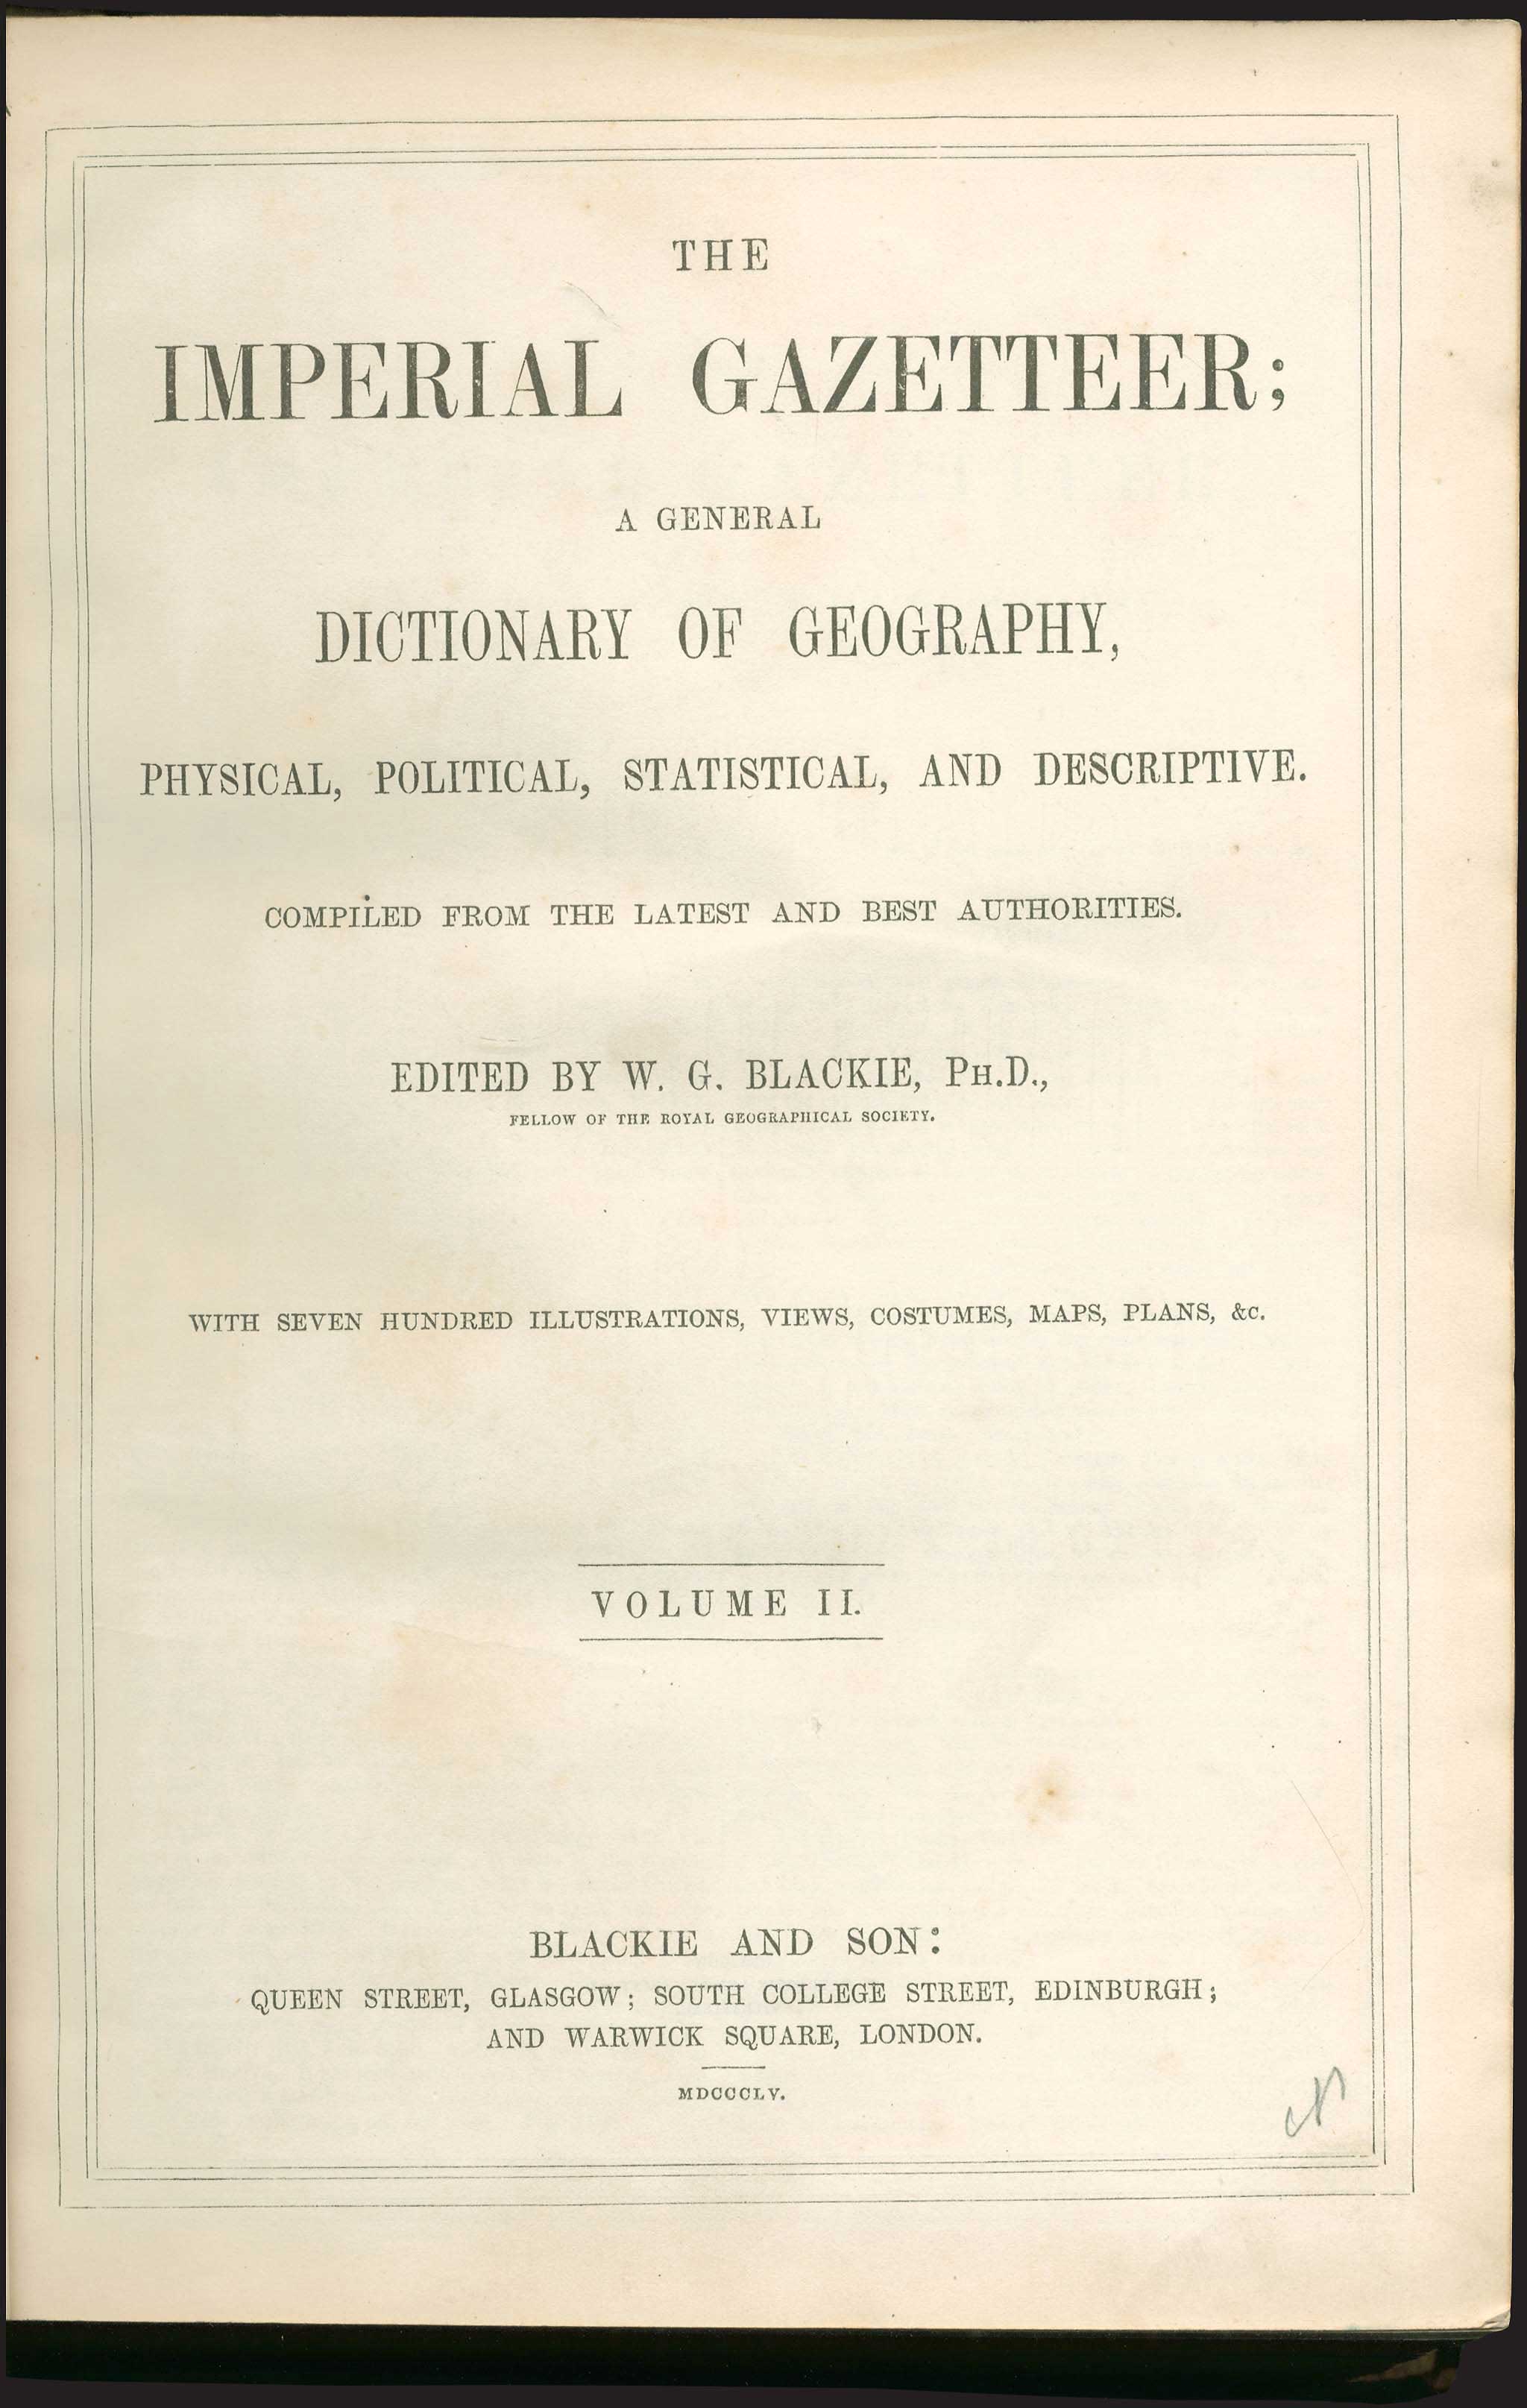 THE
IMPERIAL GAZETTEER;
A GENERAL
DICTIONARY OF GEOGRAPHY,
PHYSICAL, POLITICAL, STATISTICAL, AND DESCRIPTIVE.
COMPILED FROM THE LATEST AND BEST AUTHORITIES.
EDITED BY W. G. BLACKIE, PH.D.,
FELLOW OF THE ROYAL GEOGRAPHICAL SOCIETY.
WITH SEVEN HUNDRED ILLUSTRATIONS, VIEWS, COSTUMES, MAPS, PLANS, &c.
VOLUME II.
BLACKIE AND SON:
QUEEN STREET, GLASGOW; SOUTH COLLEGE STREET, EDINBURGH;
AND WARWICK SQUARE, LONDON.
MDCCCLV.